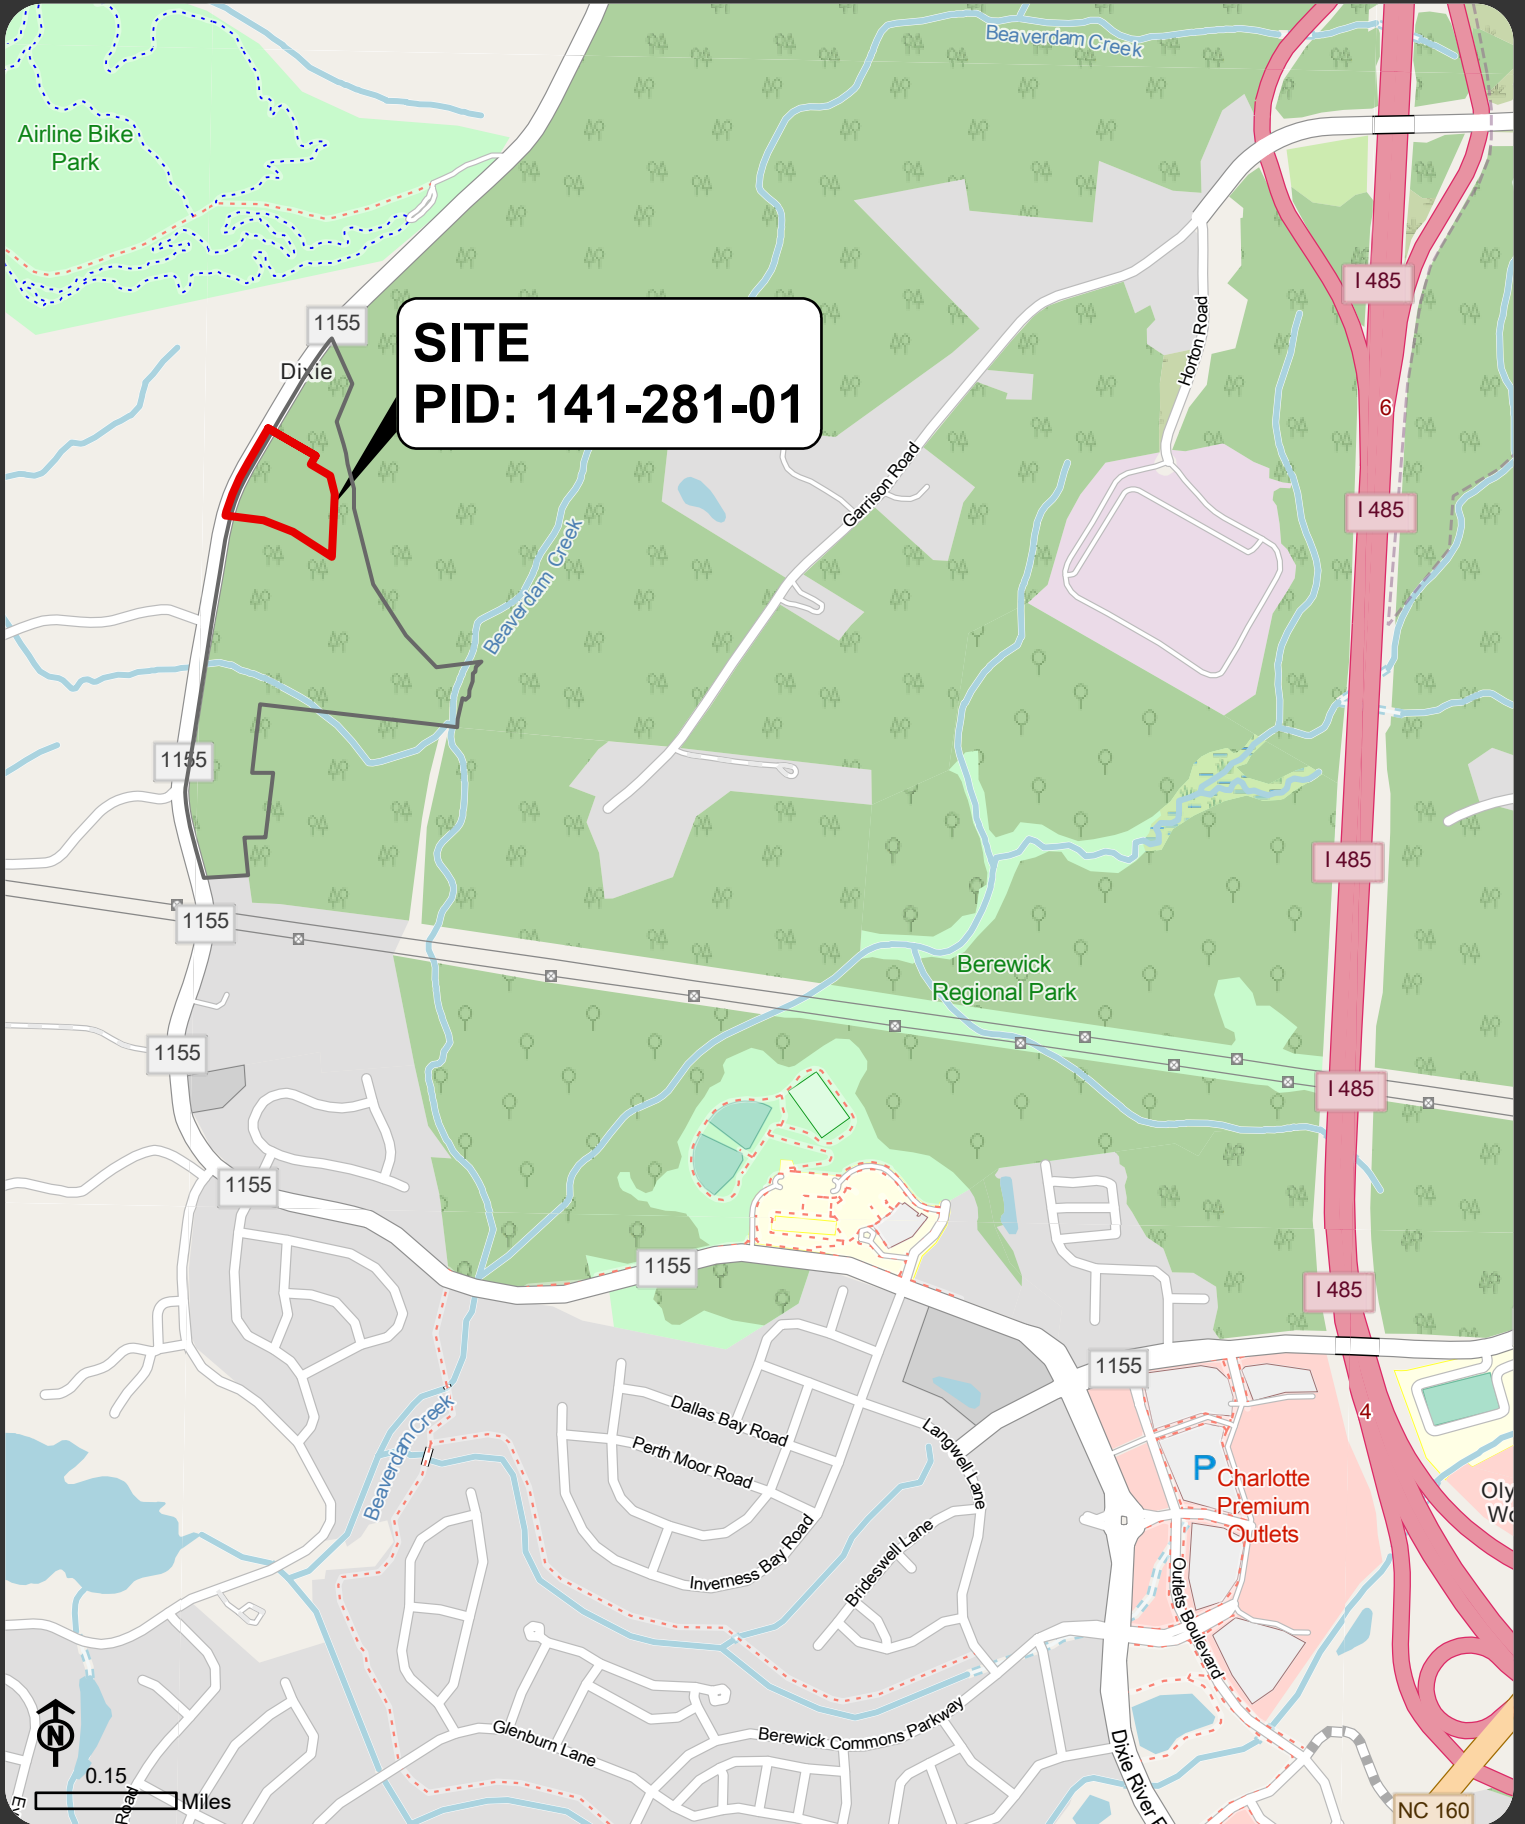 Beaverdam Creek
Airline Bike
Park
I 485
1155
SITE
PID: 141-281-01
Dixie
Horton Road
6
Garrison Road
I 485
Beaverdam Creek
1155
I 485
1155
Berewick
Regional Park
1155
I 485
1155
1155
I 485
1155
4
Dallas Bay Road
Perth Moor Road
Inverness Bay Road
Langwell Lane
Brideswell Lane
Beaverdam Creek
P
Charlotte
Premium
Outlets
Oly
Wo
Outlets Boulevard
Berewick Commons Parkway
Glenburn Lane
Dixie River
N
0.15
Miles
Road
NC 160